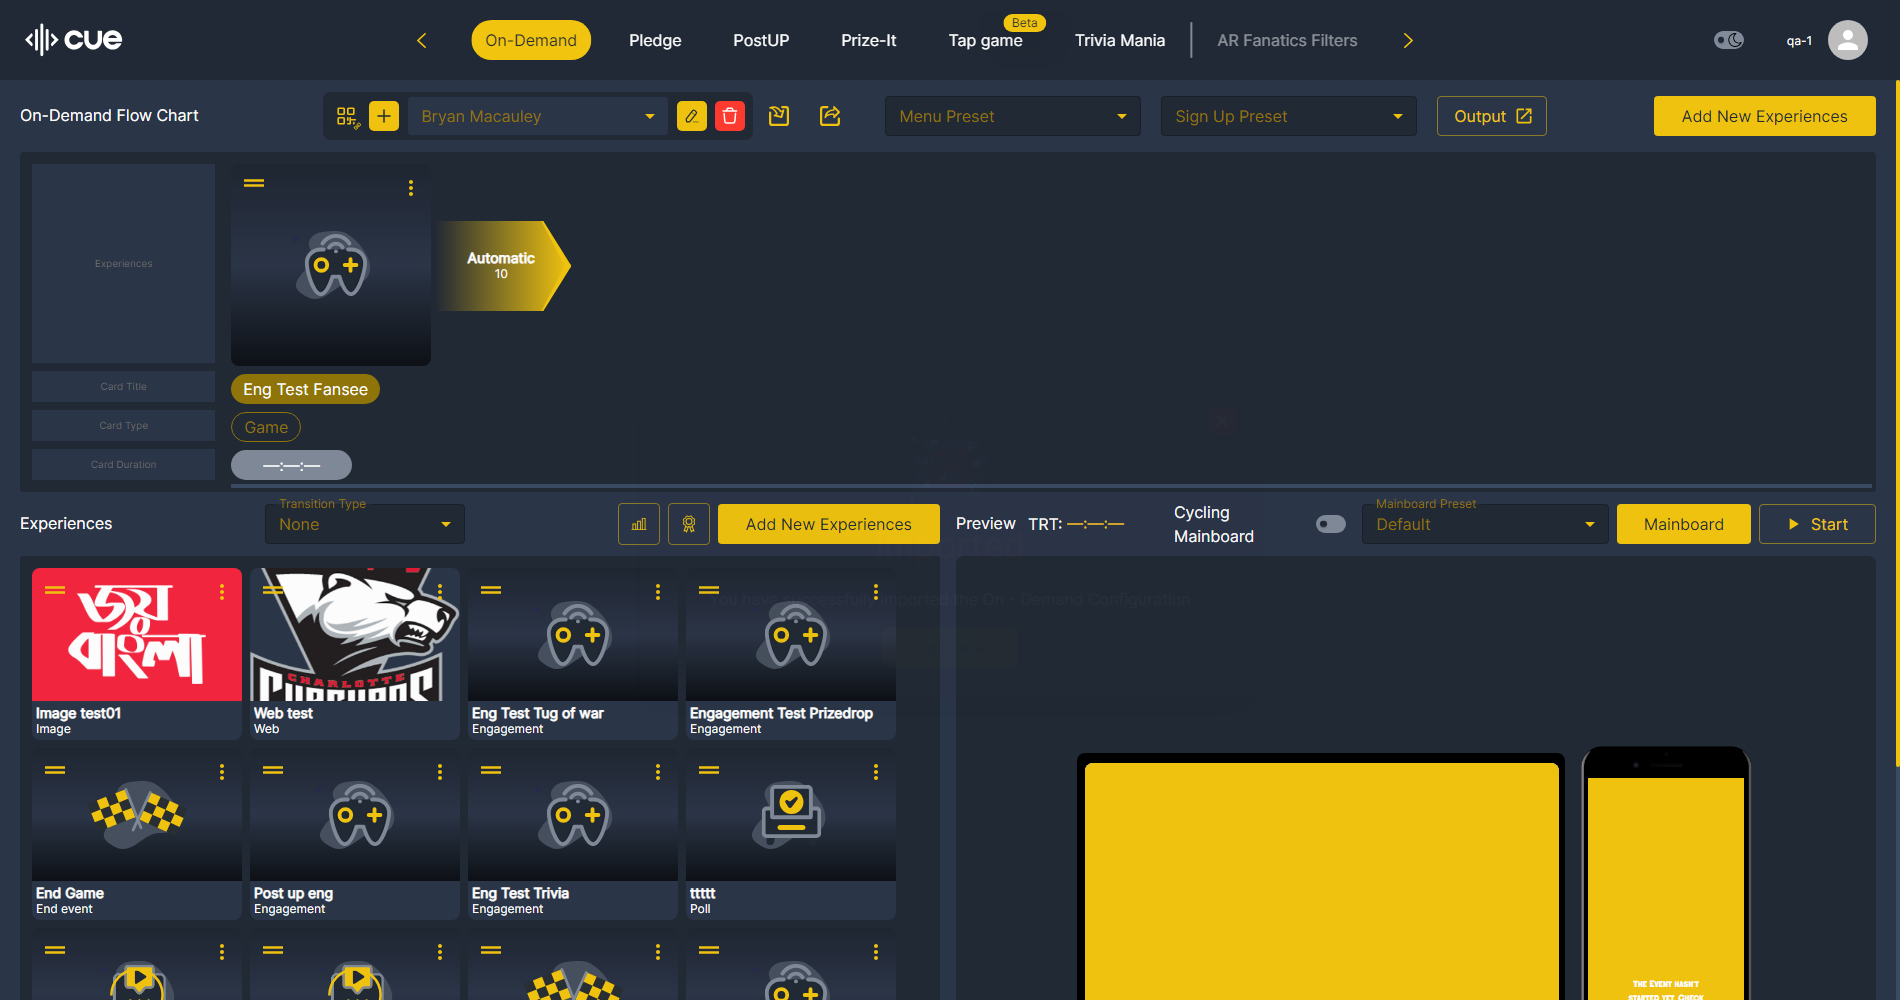 cue
On-Demand
Pledge
PostUP
Prize-It
Tap game
Beta
Trivia Mania
AR Fanatics Filters
qa-1
On-Demand Flow Chart
Bryan Macauley
Menu Preset
Sign Up Preset
Output
Add New Experiences
Experiences
Automatic
10
Card Title
Eng Test Fansee
Card Type
Game
Card Duration
—:—:—
Experiences
Transition Type
None
Add New Experiences
Preview
TRT: —:—:—
Cycling
Mainboard
Mainboard Preset
Default
Mainboard
Start
You have successfully imported the On - Demand Configuration
জয়
বাংলা
CHARLOTTE
Image test01
Image
Web test
Web
Eng Test Tug of war
Engagement
Engagement Test Prizedrop
Engagement
End Game
End event
Post up eng
Engagement
Eng Test Trivia
Engagement
ttttt
Poll
The Event hasn't
started yet. Check